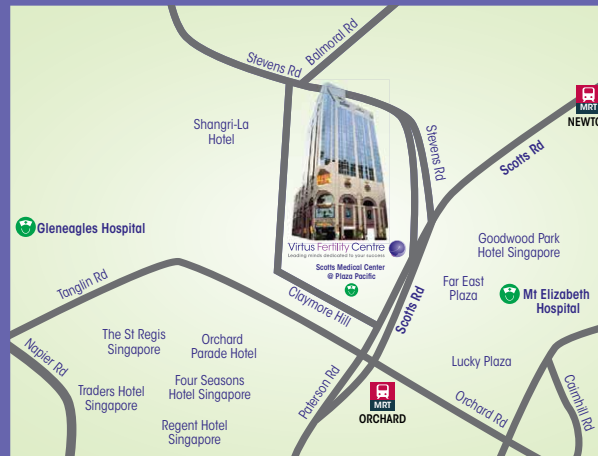 Balmoral Rd
Stevens Rd
MRT
NEWTO
Shangri-La
Hotel
Stevens Rd
Scotts Rd
Gleneagles Hospital
Virtus Fertility Centre
Leading minds dedicated to your success
Scotts Medical Center
@ Plaza Pacific
Goodwood Park
Hotel Singapore
Tanglin Rd
Claymore Hill
Scotts Rd
Far East
Plaza
Mt Elizabeth
Hospital
The St Regis
Singapore
Orchard
Parade Hotel
Napier Rd
Lucky Plaza
Traders Hotel
Singapore
Four Seasons
Hotel Singapore
Paterson Rd
MRT
ORCHARD
Orchard Rd
Cairnhill Rd
Regent Hotel
Singapore